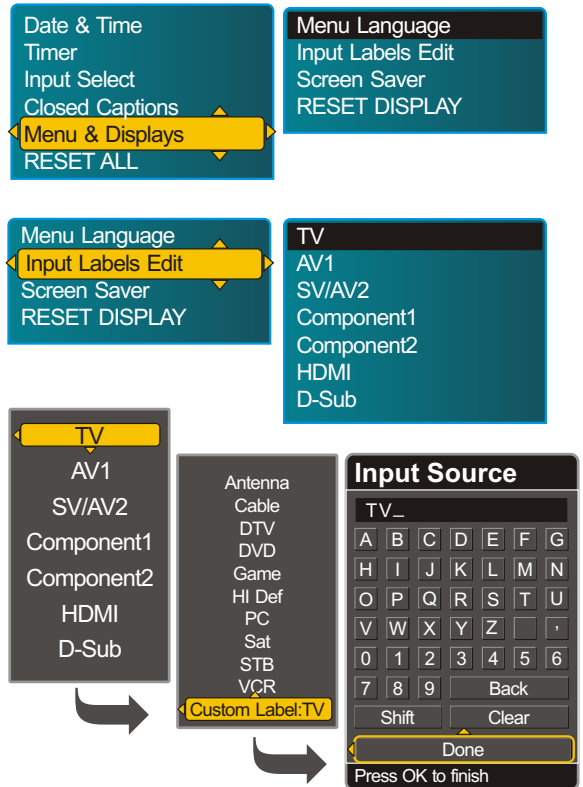 Date & Time
Timer
Input Select
Closed Captions
Menu & Displays
RESET ALL
Menu Language
Input Labels Edit
Screen Saver
RESET DISPLAY
Menu Language
Input Labels Edit
Screen Saver
RESET DISPLAY
TV
AV1
SV/AV2
Component1
Component2
HDMI
D-Sub
TV
AV1
SV/AV2
Component1
Component2
HDMI
D-Sub
Antenna
Cable
DTV
DVD
Game
HI Def
PC
Sat
STB
VCR
Custom Label:TV
Input Source
TV_
A B C D E F G
H I J K L M N
O P Q R S T U
V W X Y Z ,
0 1 2 3 4 5 6
7 8 9 Back
Shift Clear
Done
Press OK to finish